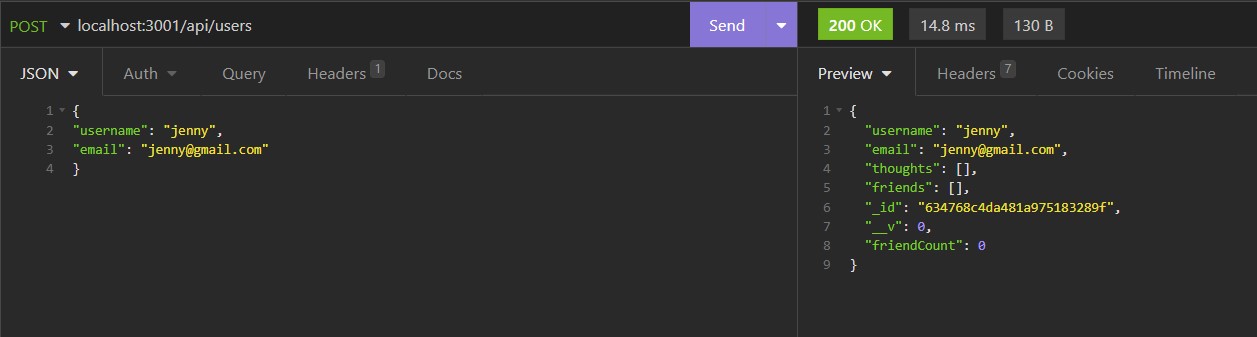 POST localhost:3001/api/users Send 200 OK 14.8 ms 130 B
JSON Auth Query Headers 1 Docs
1 {
2 "username": "jenny",
3 "email": "jenny@gmail.com"
4 }
Preview Headers 7 Cookies Timeline
1 {
2 "username": "jenny",
3 "email": "jenny@gmail.com",
4 "thoughts": [],
5 "friends": [],
6 "_id": "634768c4da481a975183289f",
7 "__v": 0,
8 "friendCount": 0
9 }